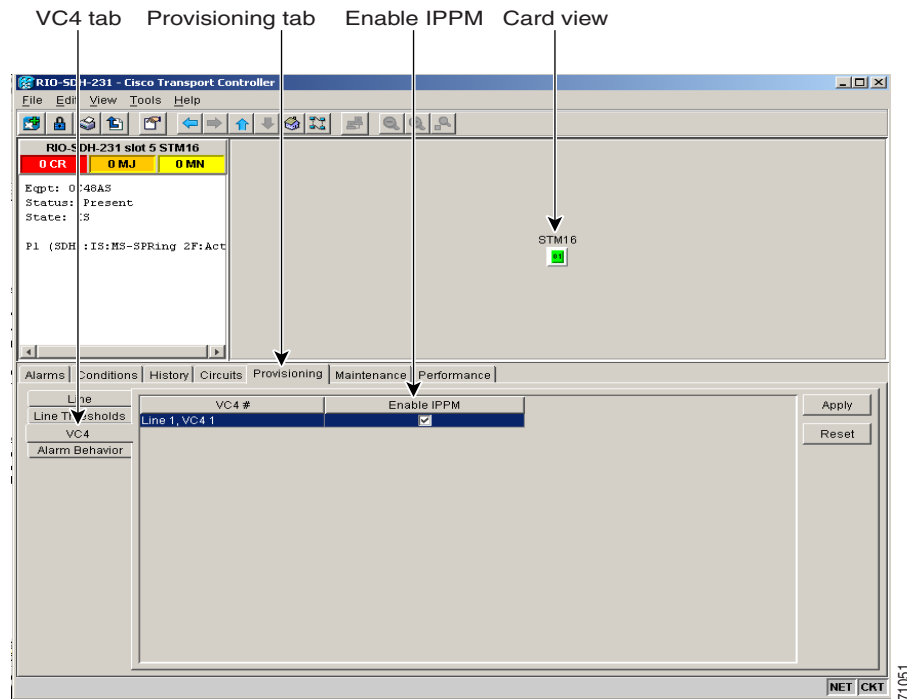 VC4 tab Provisioning tab Enable IPPM Card view
RIO-SDH-231 - Cisco Transport Controller
File Edit View Tools Help
RIO-SDH-231 slot 5 STM16
0 CR 0 MJ 0 MN
Eqpt: OC48AS
Status: Present
State: IS
P1 (SDH):IS:MS-SPRing 2F:Act
STM16
01
Alarms Conditions History Circuits Provisioning Maintenance Performance
Line
Line Thresholds
VC4
Alarm Behavior
VC4 # Enable IPPM
Line 1, VC4 1
Apply
Reset
NET CKT
71051